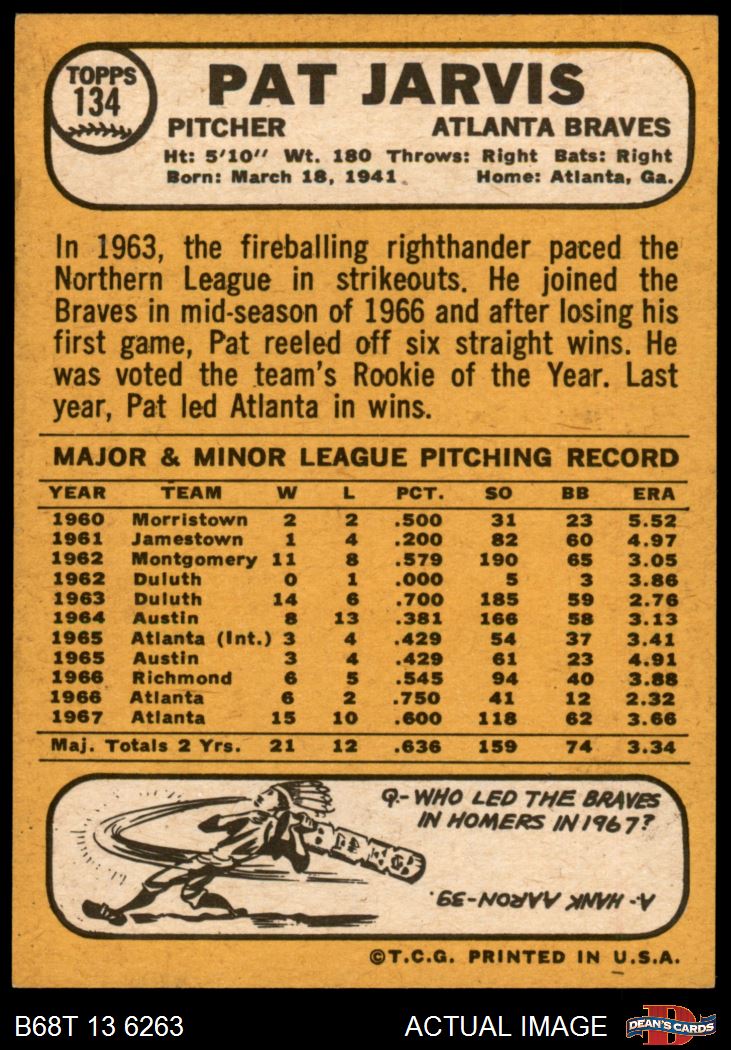 TOPPS
134
PAT JARVIS
PITCHER ATLANTA BRAVES
Ht: 5'10" Wt. 180 Throws: Right Bats: Right
Born: March 18, 1941 Home: Atlanta, Ga.
In 1963, the fireballing righthander paced the
Northern League in strikeouts. He joined the
Braves in mid-season of 1966 and after losing his
first game, Pat reeled off six straight wins. He
was voted the team's Rookie of the Year. Last
year, Pat led Atlanta in wins.
MAJOR & MINOR LEAGUE PITCHING RECORD
YEAR TEAM W L PCT. SO BB ERA
1960 Morristown 2 2 .500 31 23 5.52
1961 Jamestown 1 4 .200 82 60 4.97
1962 Montgomery 11 8 .579 190 65 3.05
1962 Duluth 0 1 .000 5 3 3.86
1963 Duluth 14 6 .700 185 59 2.76
1964 Austin 8 13 .381 166 58 3.13
1965 Atlanta (Int.) 3 4 .429 54 37 3.41
1965 Austin 3 4 .429 61 23 4.91
1966 Richmond 6 5 .545 94 40 3.88
1966 Atlanta 6 2 .750 41 12 2.32
1967 Atlanta 15 10 .600 118 62 3.66
Maj. Totals 2 Yrs. 21 12 .636 159 74 3.34
Q-WHO LED THE BRAVES
IN HOMERS IN 1967?
A-HANK AARON-39.
©T.C.G. PRINTED IN U.S.A.
B68T 13 6263 ACTUAL IMAGE DEAN'S CARDS